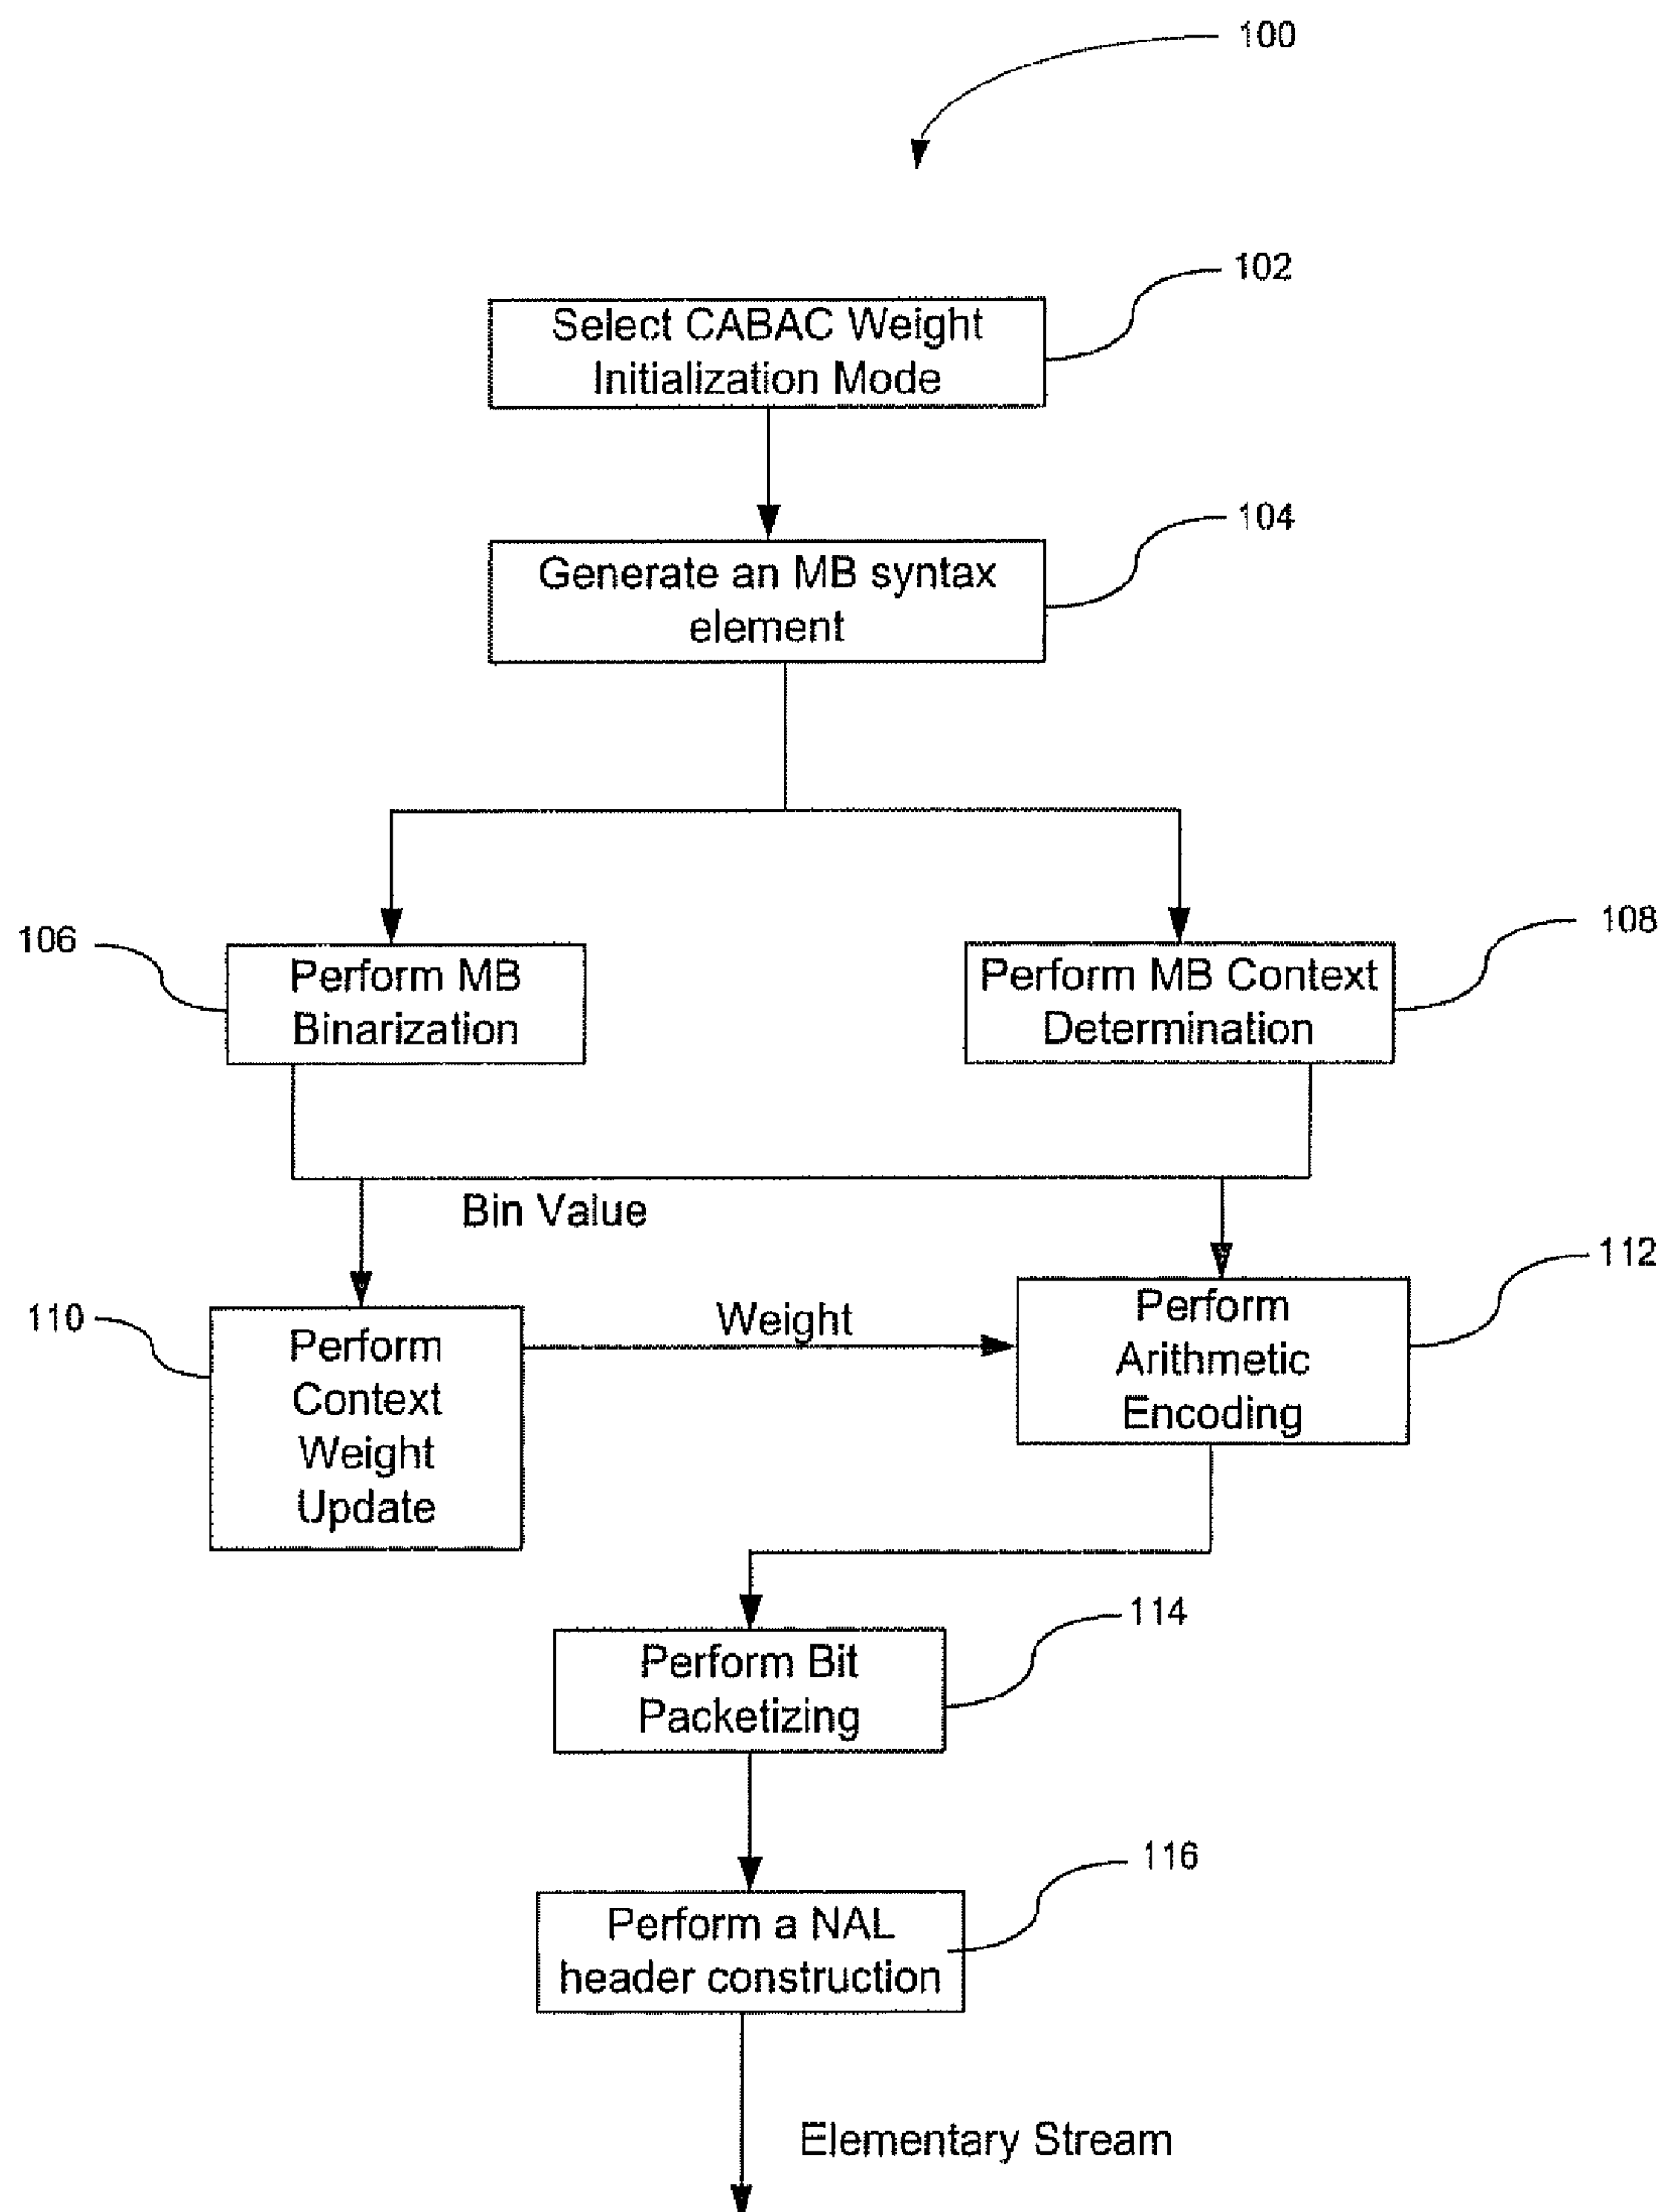 100
102
Select CABAC Weight
Initialization Mode
104
Generate an MB syntax
element
106
Perform MB
Binarization
108
Perform MB Context
Determination
Bin Value
110
Perform
Context
Weight
Update
Weight
112
Perform
Arithmetic
Encoding
114
Perform Bit
Packetizing
116
Perform a NAL
header construction
Elementary Stream